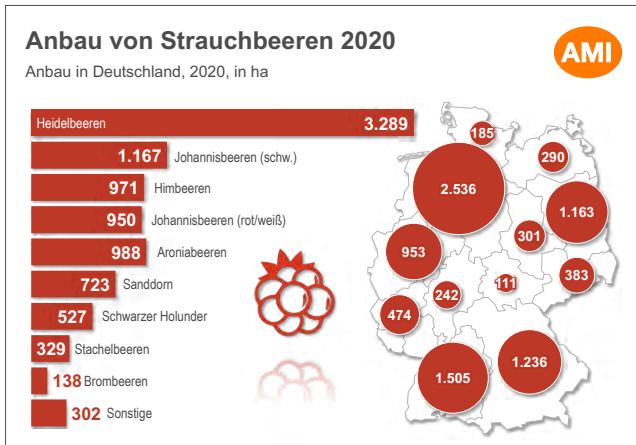 Anbau von Strauchbeeren 2020
AMI
Anbau in Deutschland, 2020, in ha
Heidelbeeren 3.289
1.167 Johannisbeeren (schw.)
971 Himbeeren
950 Johannisbeeren (rot/weiß)
988 Aroniabeeren
723 Sanddorn
527 Schwarzer Holunder
329 Stachelbeeren
138 Brombeeren
302 Sonstige
185
290
2.536
1.163
301
953
383
111
242
474
1.236
1.505